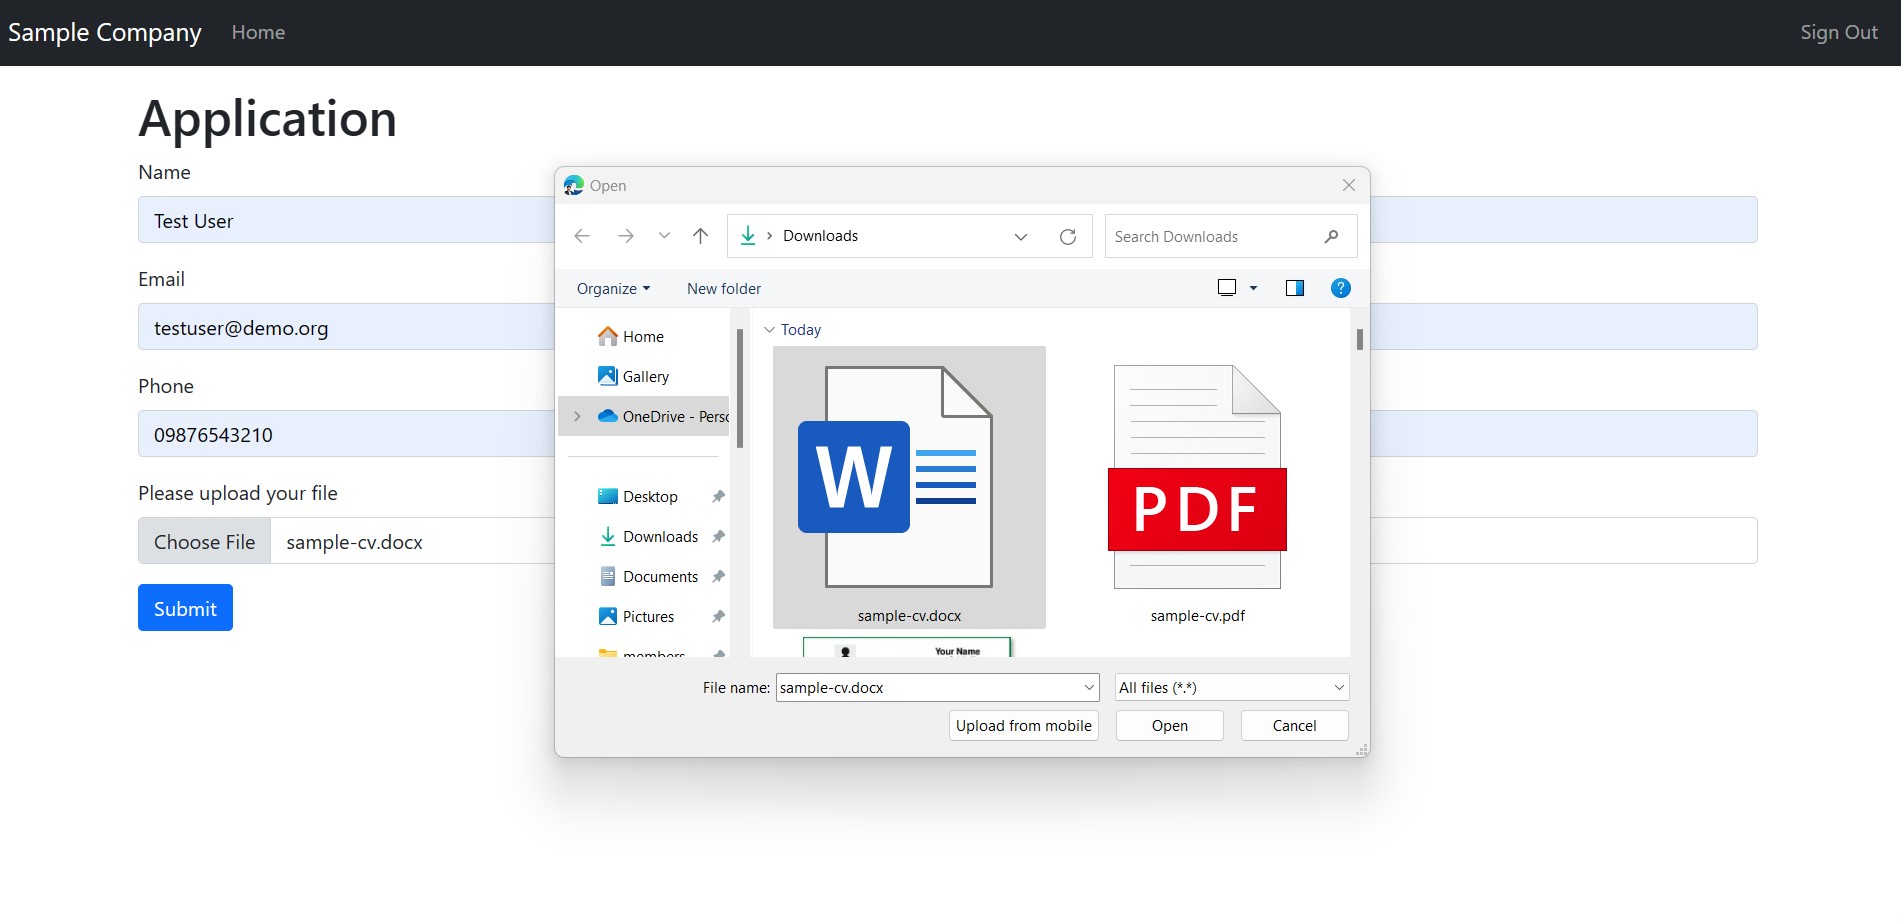 Sample Company Home Sign Out
Application
Name
Test User
Email
testuser@demo.org
Phone
09876543210
Please upload your file
Choose File sample-cv.docx
Submit
Open
Downloads
Search Downloads
Organize New folder
?
Home
Gallery
OneDrive - Perso
Desktop
Downloads
Documents
Pictures
members
Today
W
sample-cv.docx
PDF
sample-cv.pdf
Your Name
File name: sample-cv.docx All files (*.*)
Upload from mobile Open Cancel